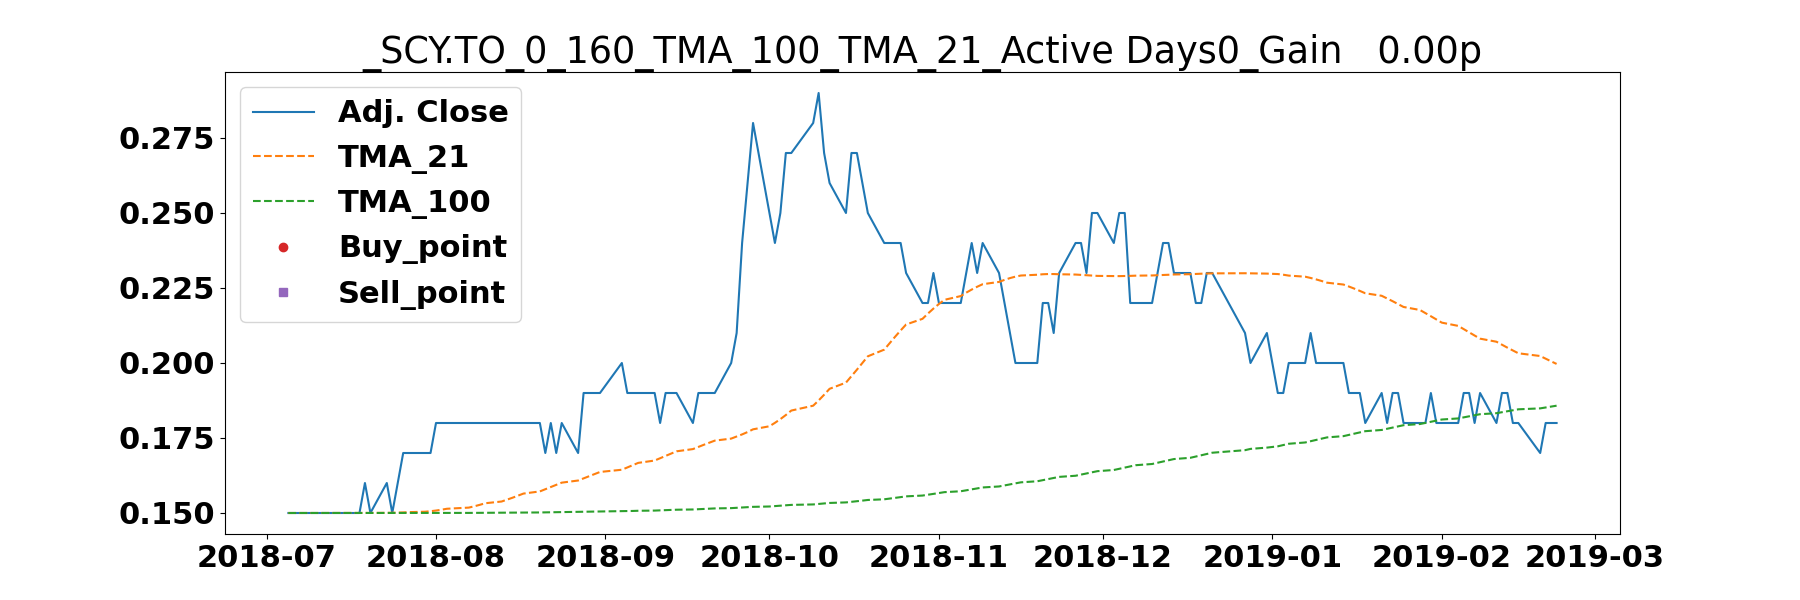 _SCY.TO_0_160_TMA_100_TMA_21_Active Days0_Gain   0.00p
Adj. Close
TMA_21
TMA_100
Buy_point
Sell_point
0.275
0.250
0.225
0.200
0.175
0.150
2018-07 2018-08 2018-09 2018-10 2018-11 2018-12 2019-01 2019-02 2019-03